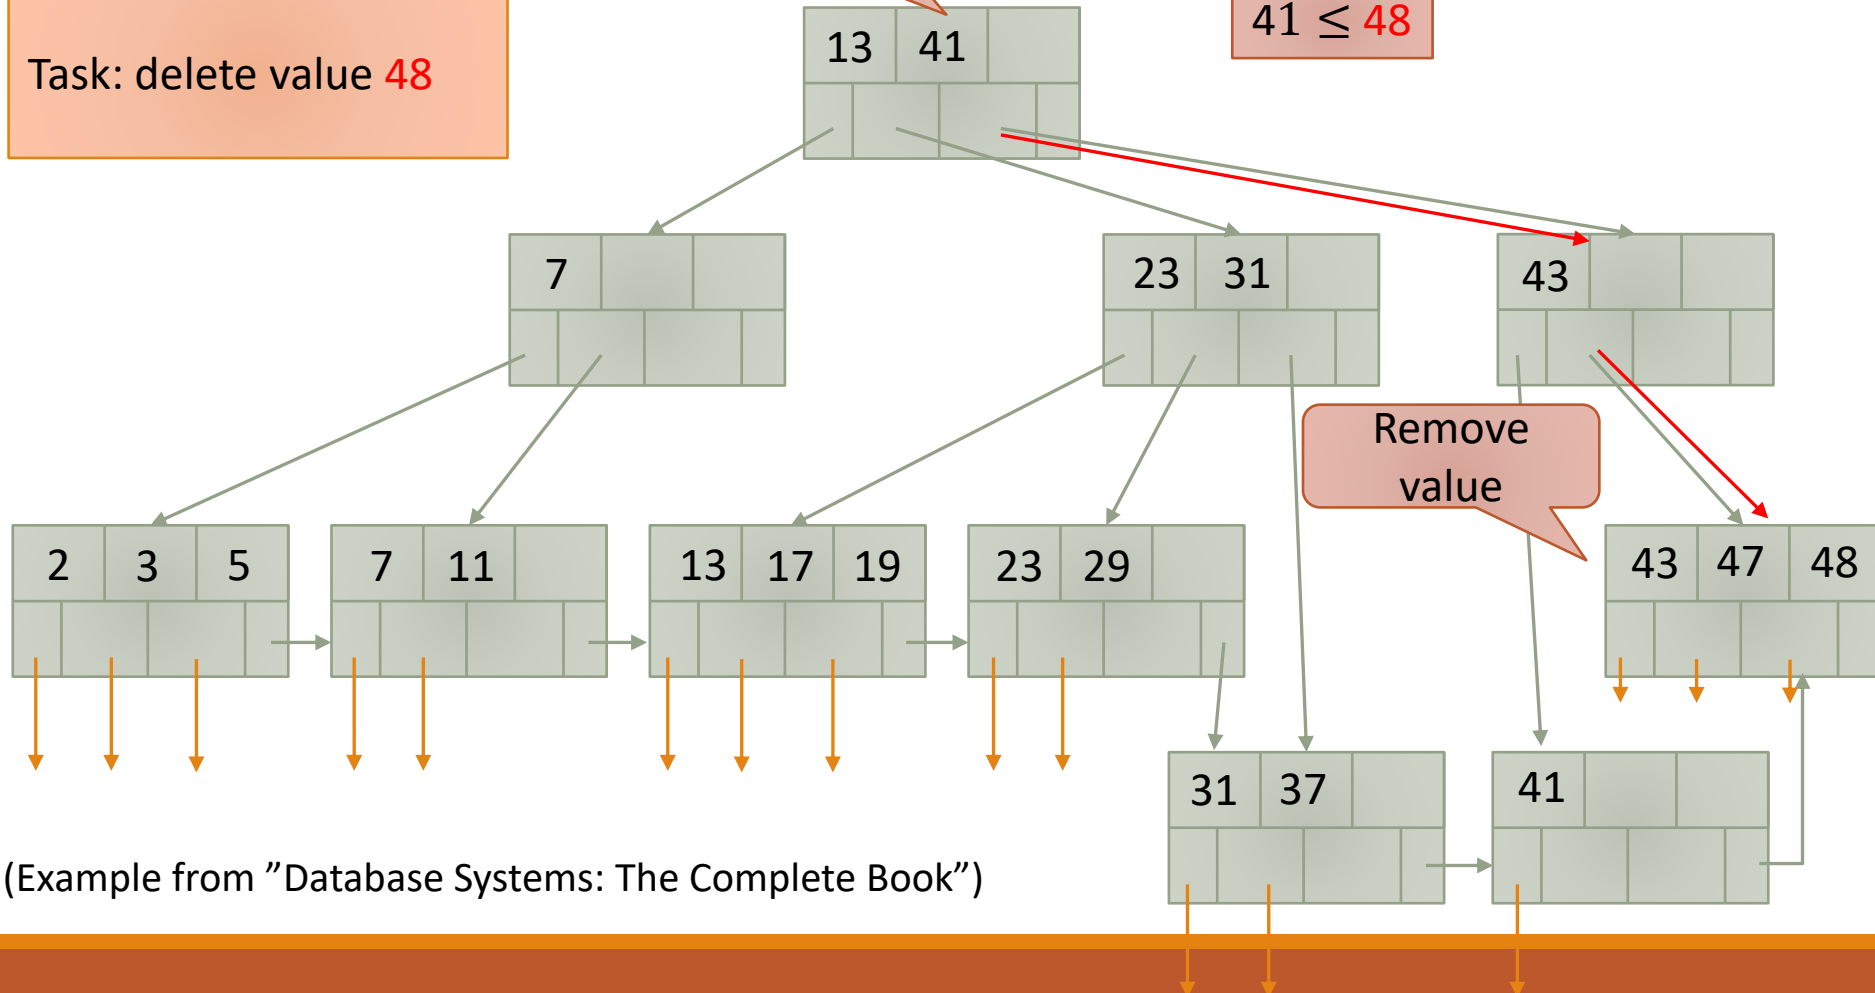 Task: delete value 48
13 41
41 ≤ 48
7
23 31
43
Remove
value
2 3 5
7 11
13 17 19
23 29
43 47 48
31 37
41
(Example from ”Database Systems: The Complete Book”)